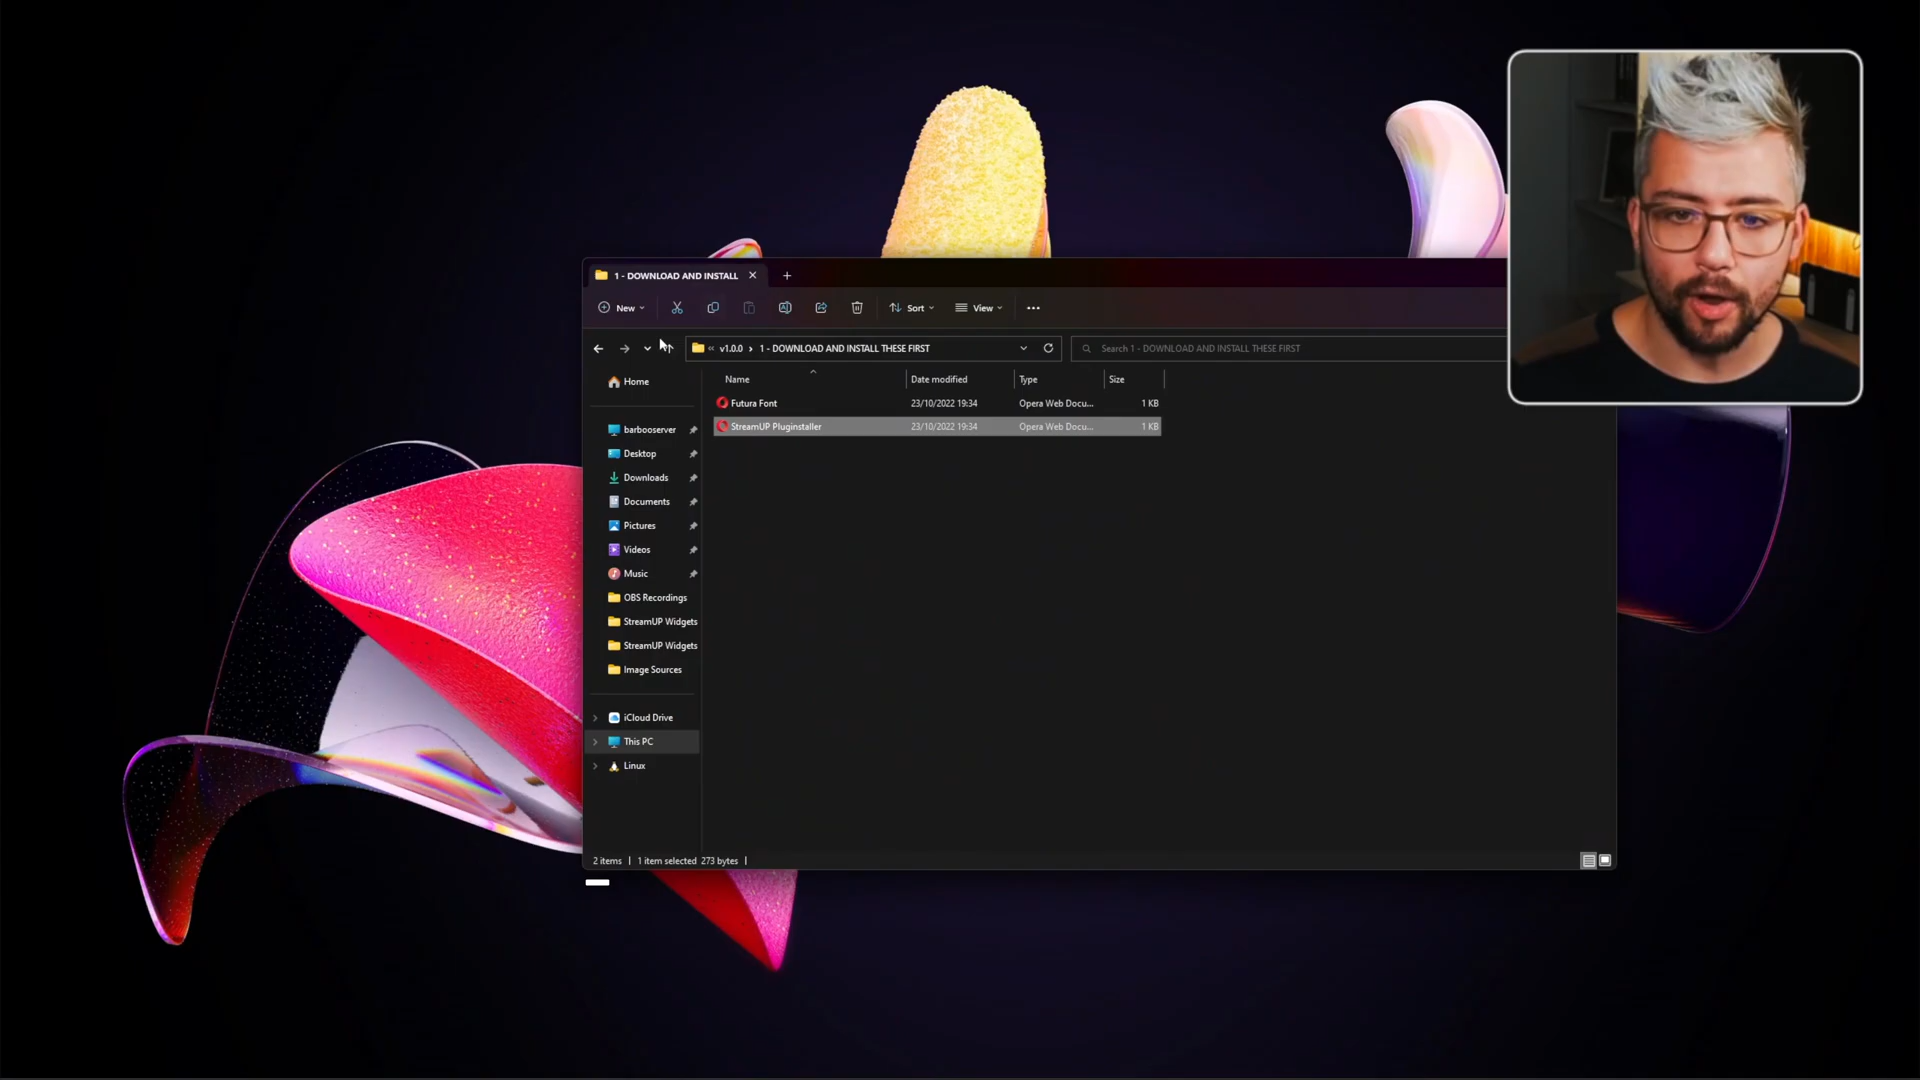 1 - DOWNLOAD AND INSTALL
New
Sort
View
v1.0.0 › 1 - DOWNLOAD AND INSTALL THESE FIRST
Search 1 - DOWNLOAD AND INSTALL THESE FIRST
Name Date modified Type Size
Futura Font 23/10/2022 19:34 Opera Web Docu... 1 KB
StreamUP Pluginstaller 23/10/2022 19:34 Opera Web Docu... 1 KB
Home
barbooserver
Desktop
Downloads
Documents
Pictures
Videos
Music
OBS Recordings
StreamUP Widgets
StreamUP Widgets
Image Sources
iCloud Drive
This PC
Linux
2 items 1 item selected 273 bytes